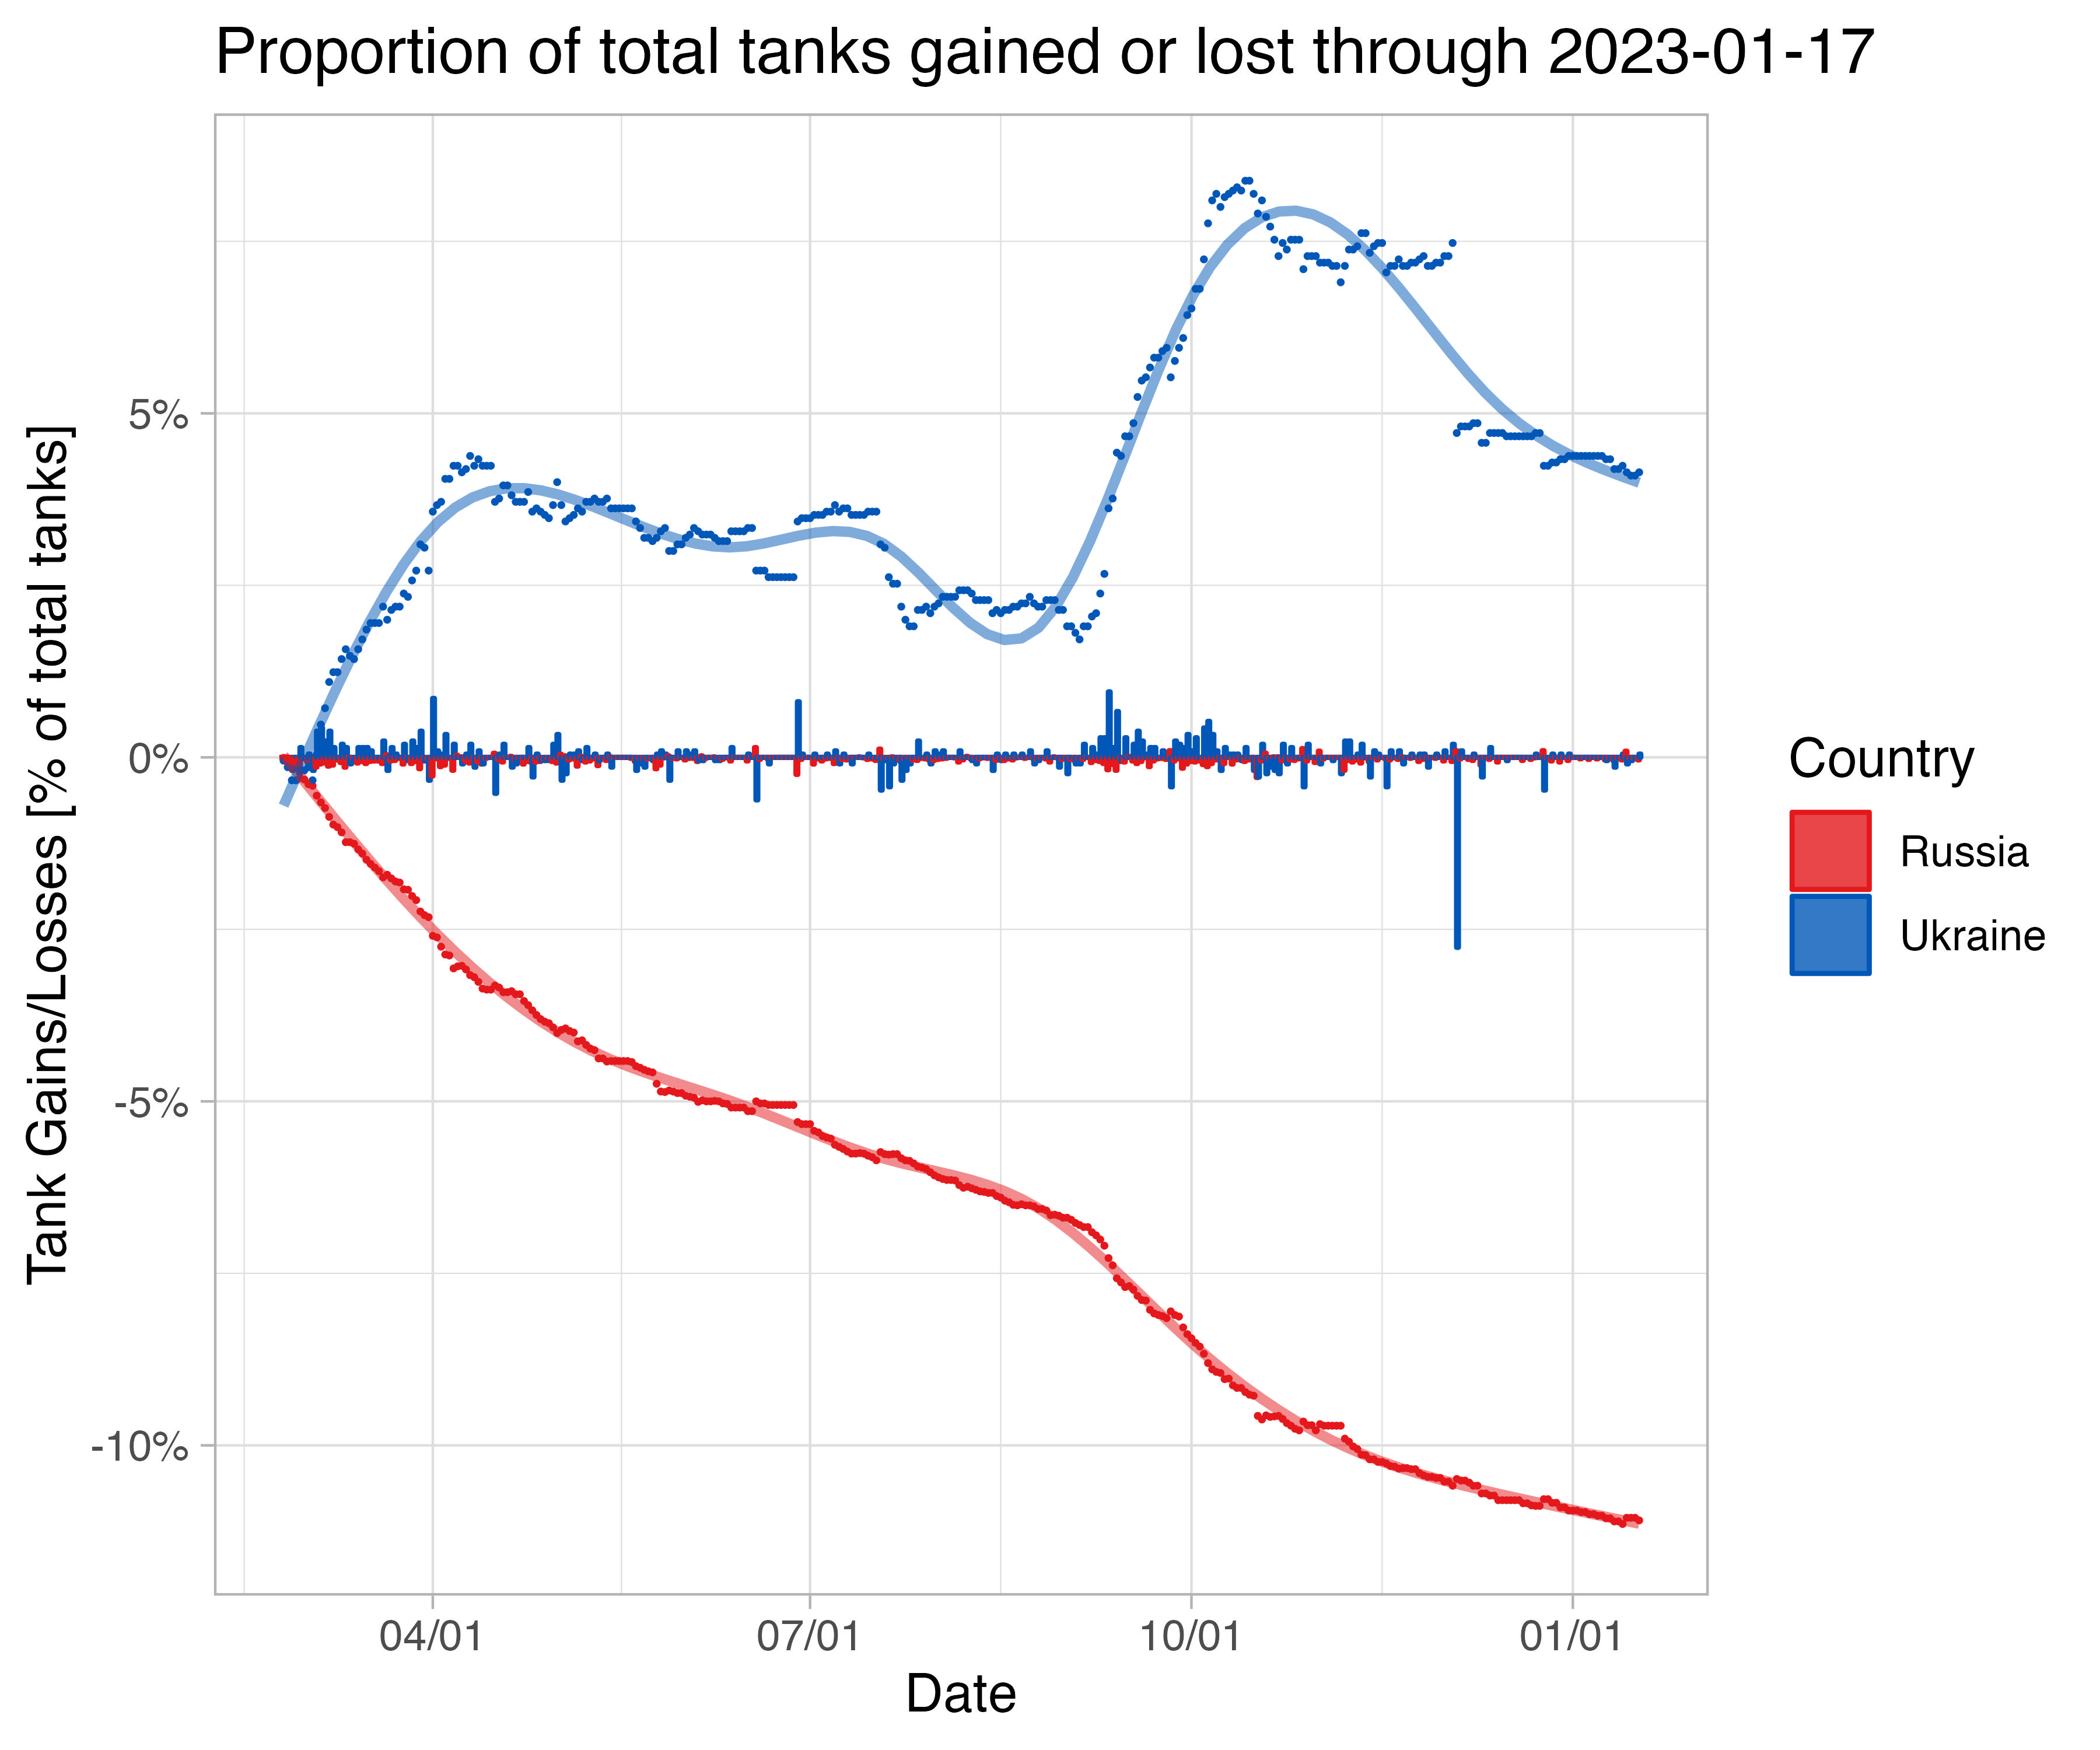 Proportion of total tanks gained or lost through 2023-01-17
Tank Gains/Losses [% of total tanks]
5%
0%
-5%
-10%
04/01
07/01
10/01
01/01
Date
Country
Russia
Ukraine